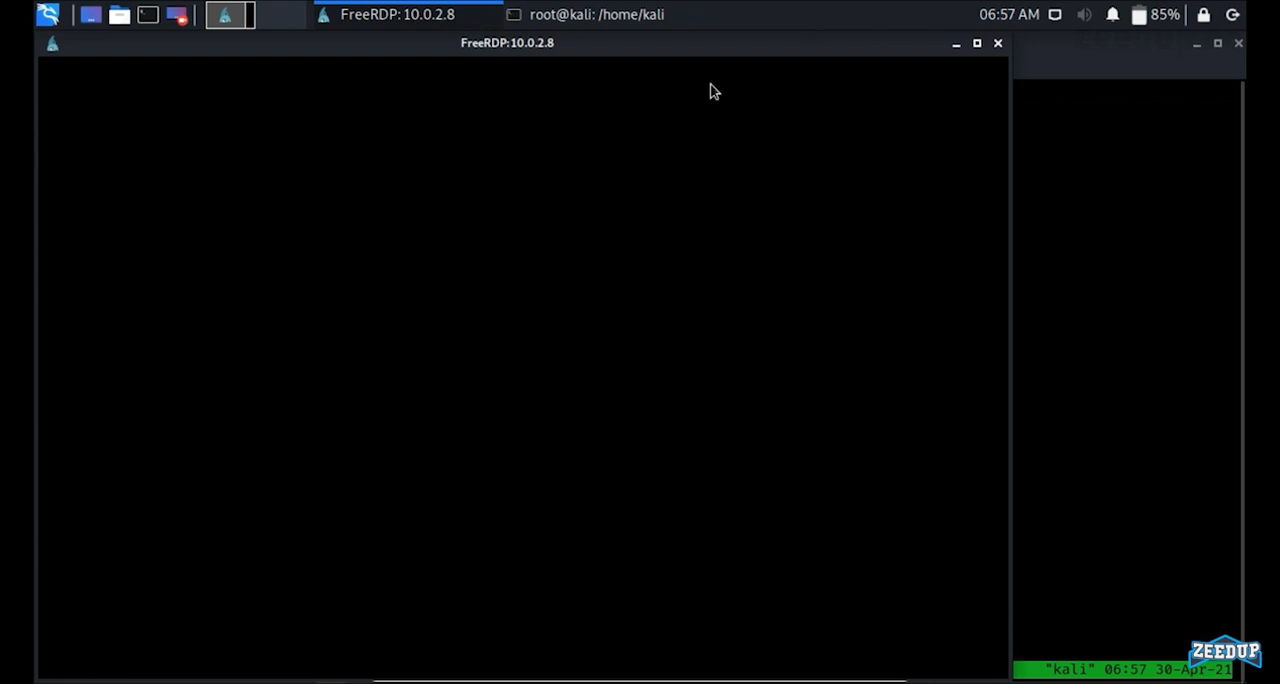 FreeRDP: 10.0.2.8
root@kali: /home/kali
06:57 AM
85%
FreeRDP:10.0.2.8
"kali" 06:57 30-Apr-21
ZEEDUP